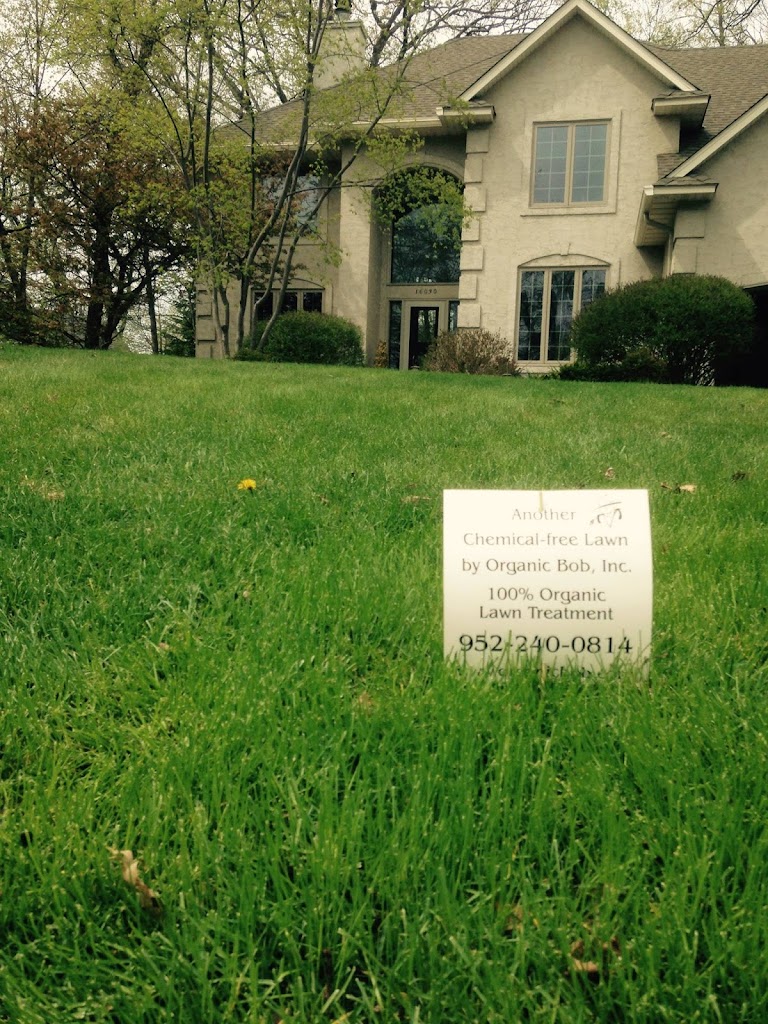 Another
Chemical-free Lawn
by Organic Bob, Inc.
100% Organic
Lawn Treatment
952-240-0814